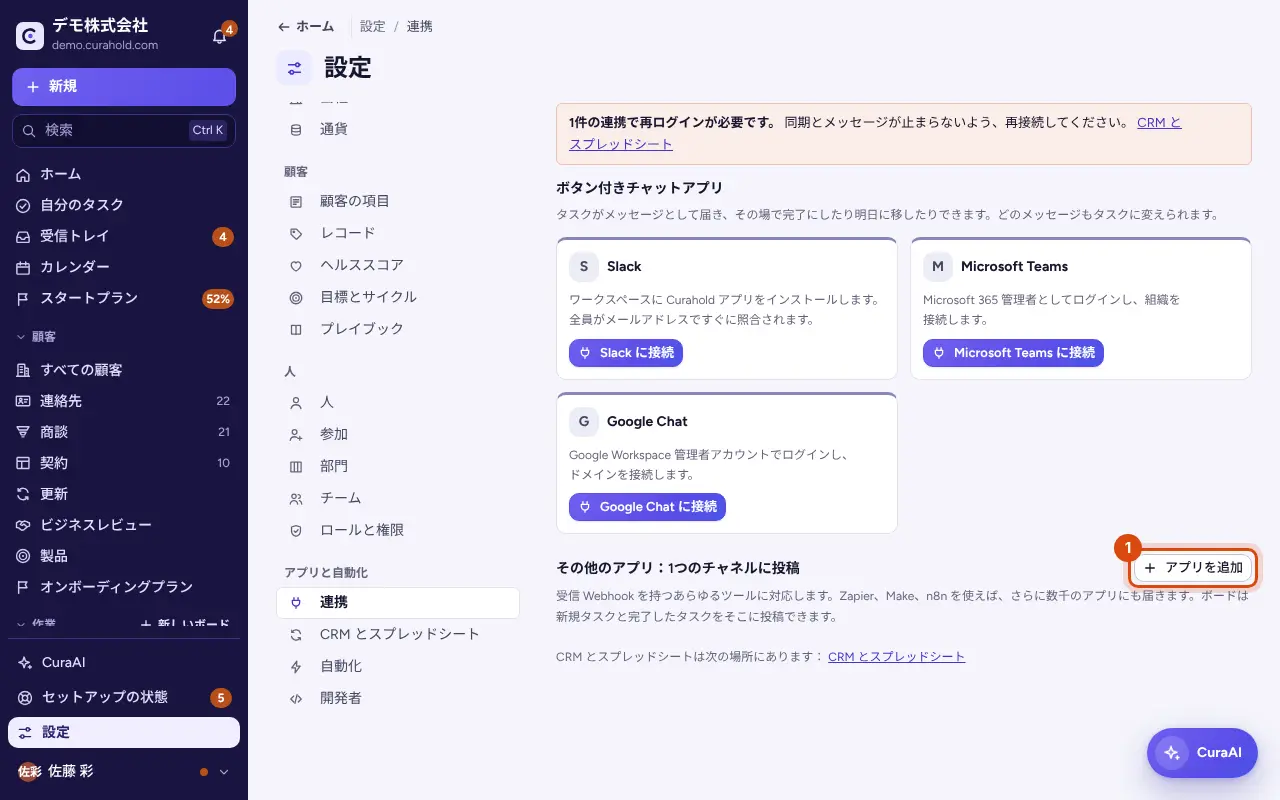 デモ株式会社
demo.curahold.com
4
+ 新規
検索
Ctrl K
ホーム
自分のタスク
受信トレイ
4
カレンダー
スタートプラン
52%
顧客
すべての顧客
連絡先
22
商談
21
契約
10
更新
ビジネスレビュー
製品
オンボーディングプラン
作業
+ 新しいボード
CuraAI
セットアップの状態
5
設定
佐彩
佐藤 彩
← ホーム
設定 / 連携
設定
通貨
顧客
顧客の項目
レコード
ヘルススコア
目標とサイクル
プレイブック
人
人
参加
部門
チーム
ロールと権限
アプリと自動化
連携
CRM とスプレッドシート
自動化
開発者
1件の連携で再ログインが必要です。 同期とメッセージが止まらないよう、再接続してください。 CRM と
スプレッドシート
ボタン付きチャットアプリ
タスクがメッセージとして届き、その場で完了にしたり明日に移したりできます。どのメッセージもタスクに変えられます。
S
Slack
ワークスペースに Curahold アプリをインストールします。
全員がメールアドレスですぐに照合されます。
Slack に接続
M
Microsoft Teams
Microsoft 365 管理者としてログインし、組織を
接続します。
Microsoft Teams に接続
G
Google Chat
Google Workspace 管理者アカウントでログインし、
ドメインを接続します。
Google Chat に接続
その他のアプリ：1つのチャネルに投稿
1
+ アプリを追加
受信 Webhook を持つあらゆるツールに対応します。Zapier、Make、n8n を使えば、さらに数千のアプリにも届きます。ボードは
新規タスクと完了したタスクをそこに投稿できます。
CRM とスプレッドシートは次の場所にあります： CRM とスプレッドシート
CuraAI